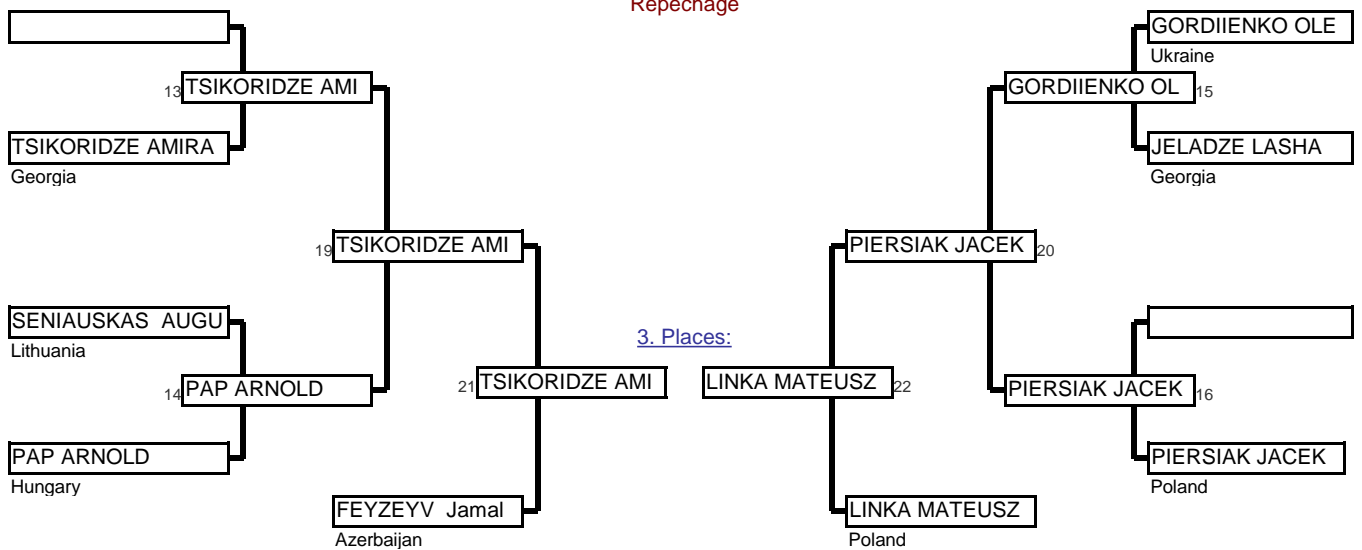 Repechage
GORDIIENKO OLE
Ukraine
13 TSIKORIDZE AMI
GORDIIENKO OL 15
TSIKORIDZE AMIRA
Georgia
JELADZE LASHA
Georgia
19 TSIKORIDZE AMI
PIERSIAK JACEK 20
SENIAUSKAS AUGU
Lithuania
3. Places:
14 PAP ARNOLD
21 TSIKORIDZE AMI
LINKA MATEUSZ 22
PIERSIAK JACEK 16
PAP ARNOLD
Hungary
PIERSIAK JACEK
Poland
FEYZEYV Jamal
Azerbaijan
LINKA MATEUSZ
Poland